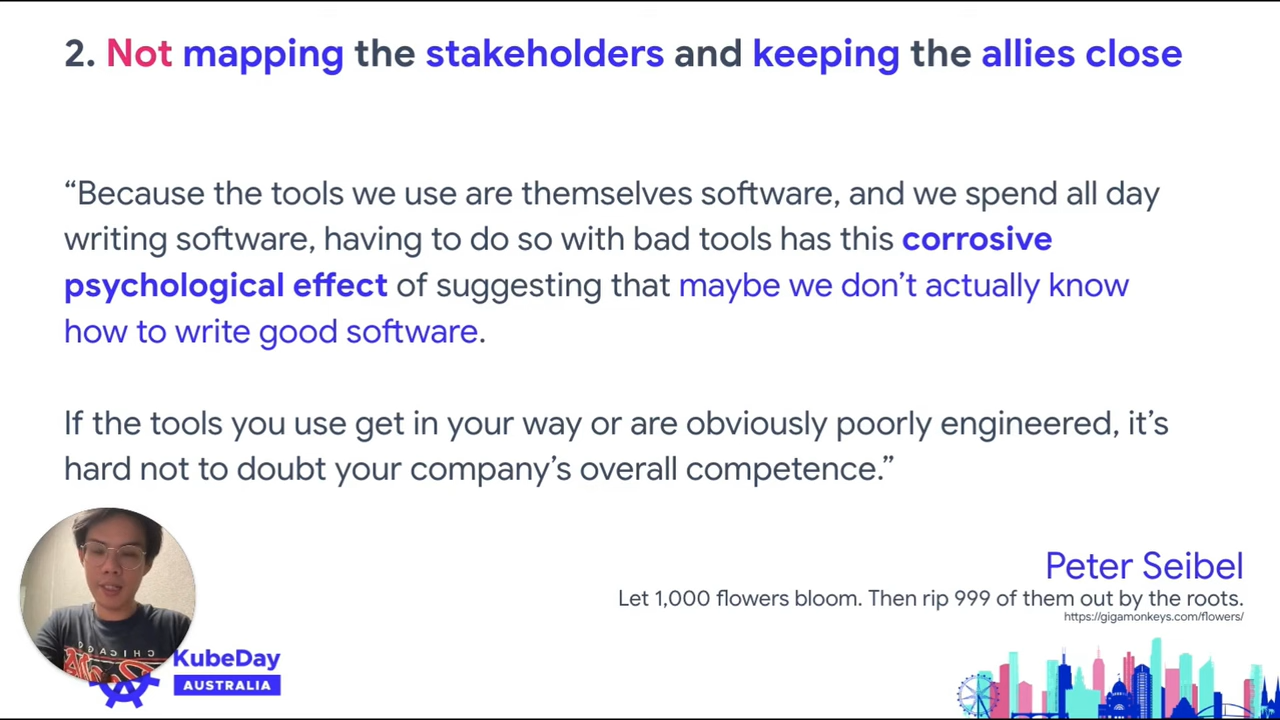 2. Not mapping the stakeholders and keeping the allies close
“Because the tools we use are themselves software, and we spend all day
writing software, having to do so with bad tools has this corrosive
psychological effect of suggesting that maybe we don’t actually know
how to write good software.
If the tools you use get in your way or are obviously poorly engineered, it’s
hard not to doubt your company’s overall competence.”
Peter Seibel
Let 1,000 flowers bloom. Then rip 999 of them out by the roots.
https://gigamonkeys.com/flowers/
CHICAGO
KubeDay
AUSTRALIA